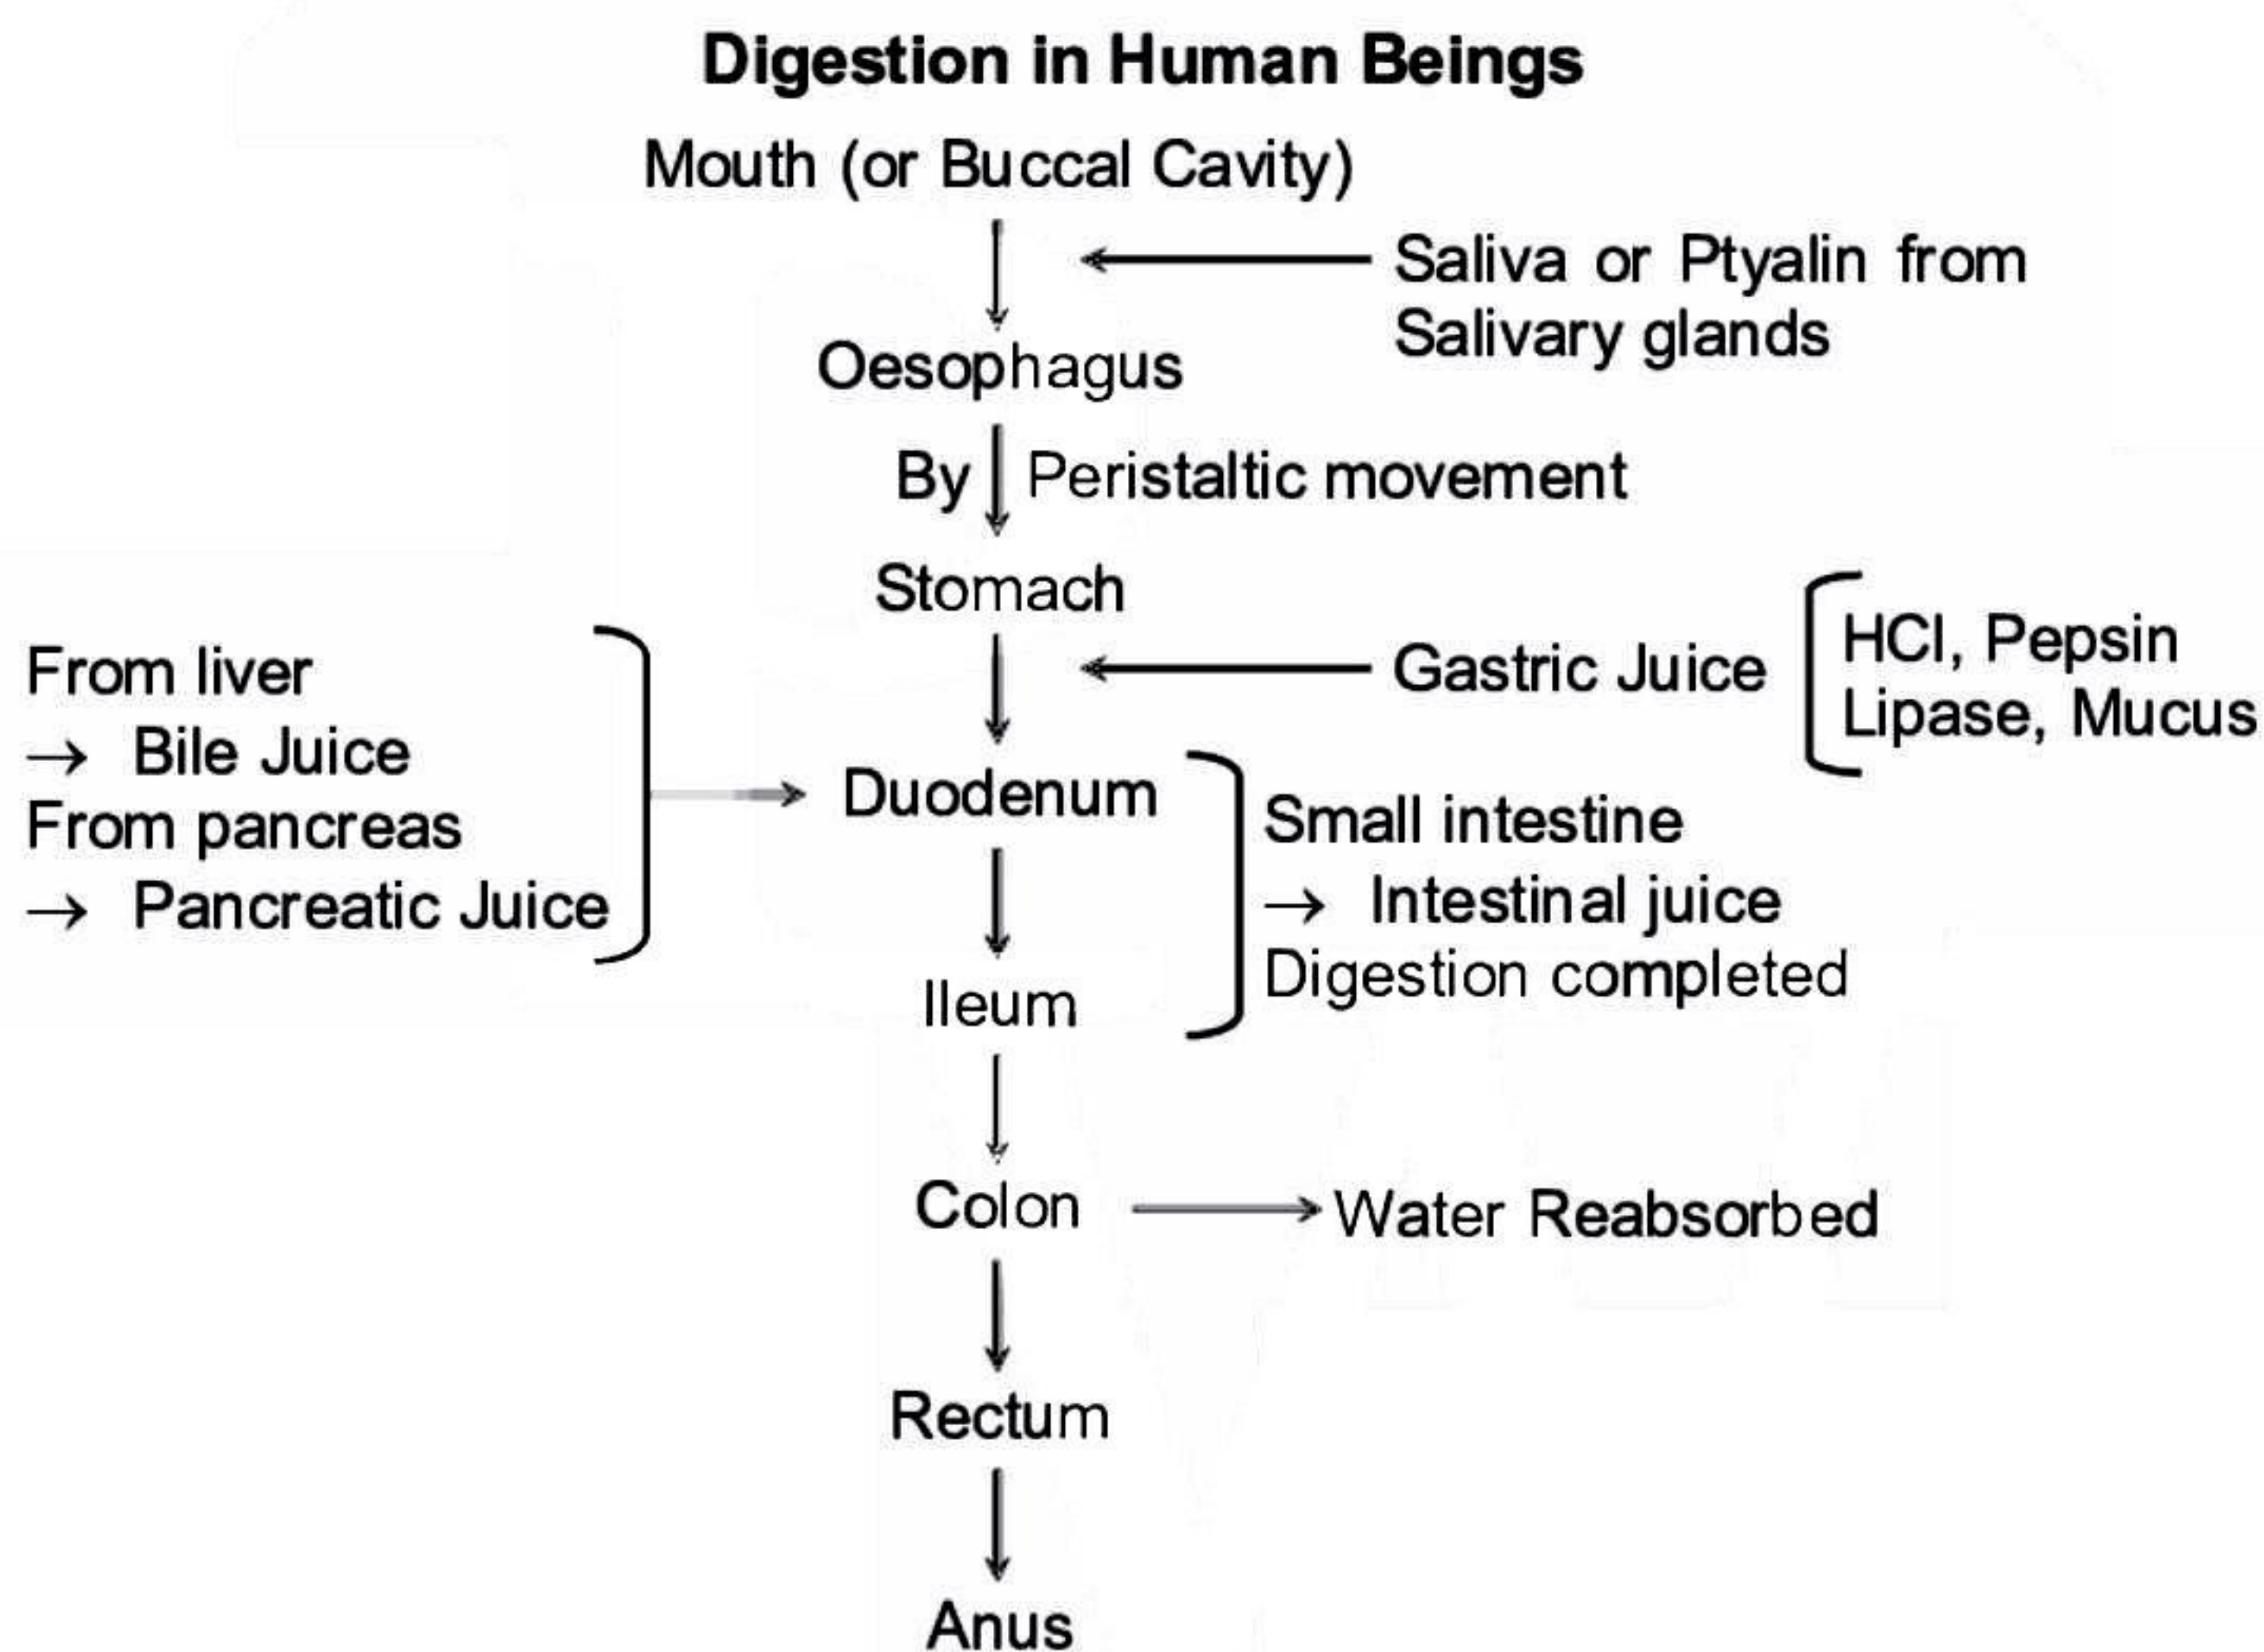 Digestion in Human Beings
Mouth (or Buccal Cavity)
Saliva or Ptyalin from
Salivary glands
Oesophagus
By Peristaltic movement
Stomach
Gastric Juice
HCl, Pepsin
Lipase, Mucus
From liver
→ Bile Juice
From pancreas
→ Pancreatic Juice
Duodenum
Small intestine
→ Intestinal juice
Digestion completed
Ileum
Colon
Water Reabsorbed
Rectum
Anus